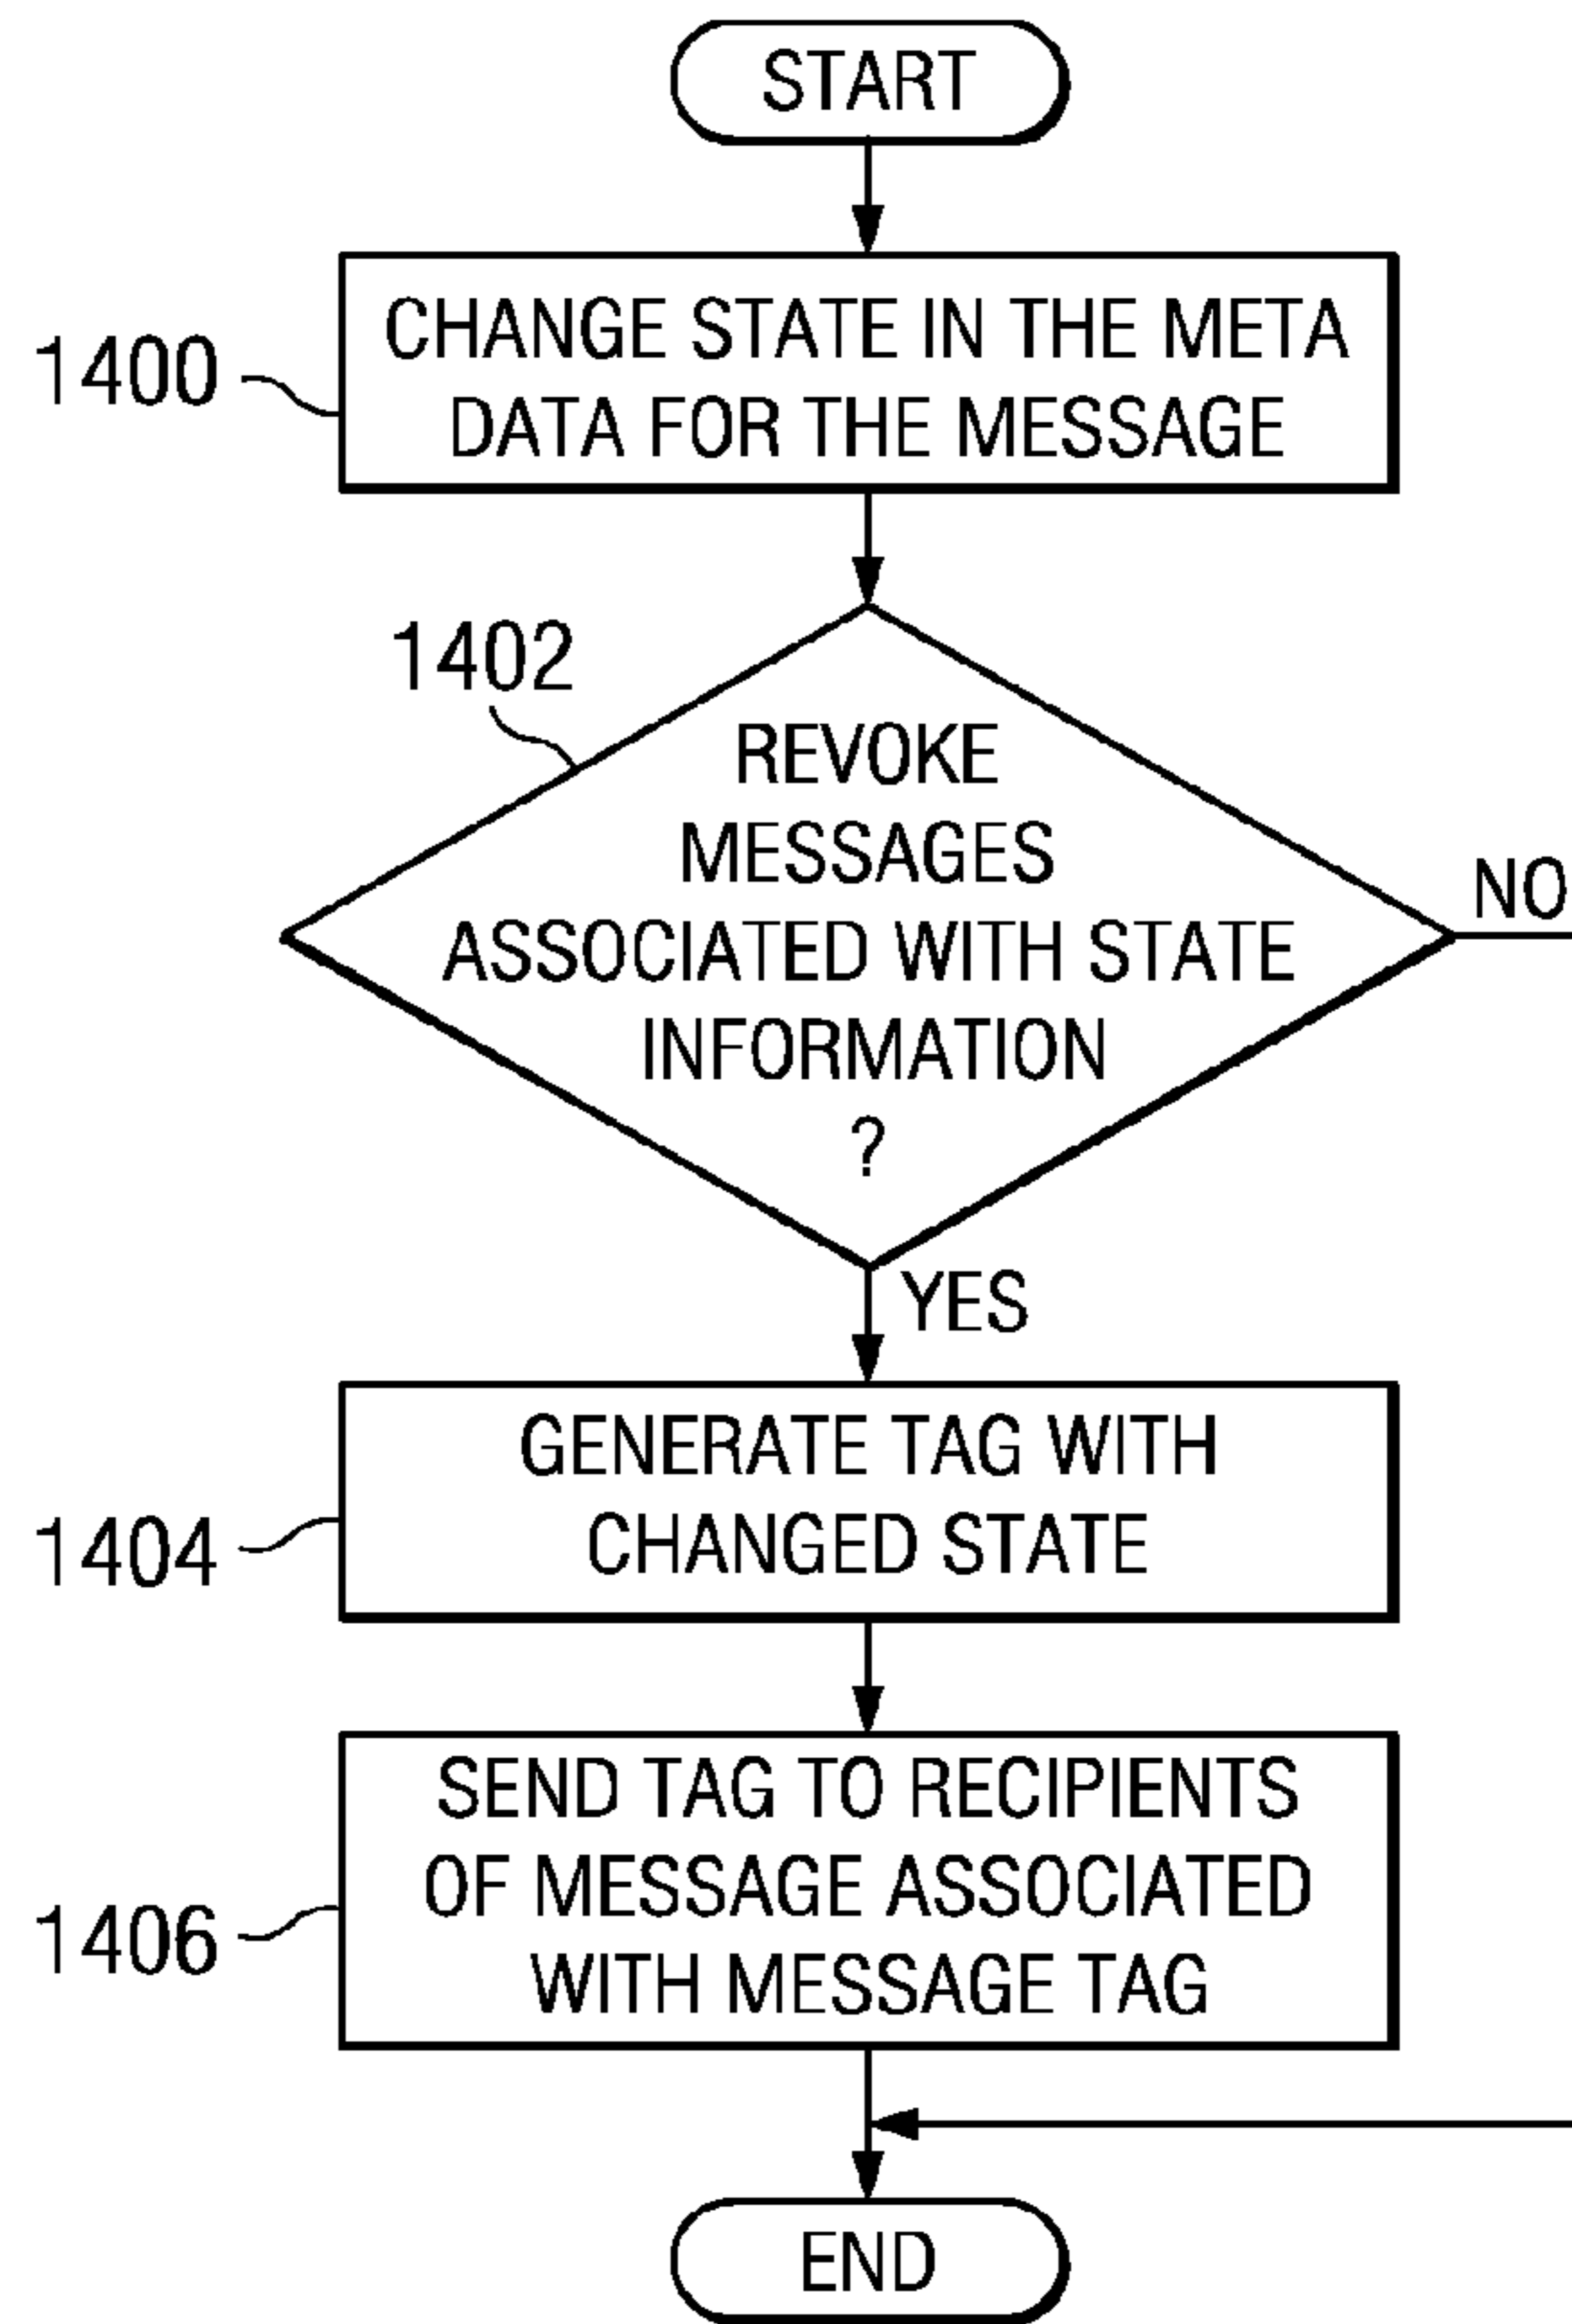 START
1400
CHANGE STATE IN THE META
DATA FOR THE MESSAGE
1402
REVOKE
MESSAGES
ASSOCIATED WITH STATE
INFORMATION
?
NO
YES
1404
GENERATE TAG WITH
CHANGED STATE
1406
SEND TAG TO RECIPIENTS
OF MESSAGE ASSOCIATED
WITH MESSAGE TAG
END